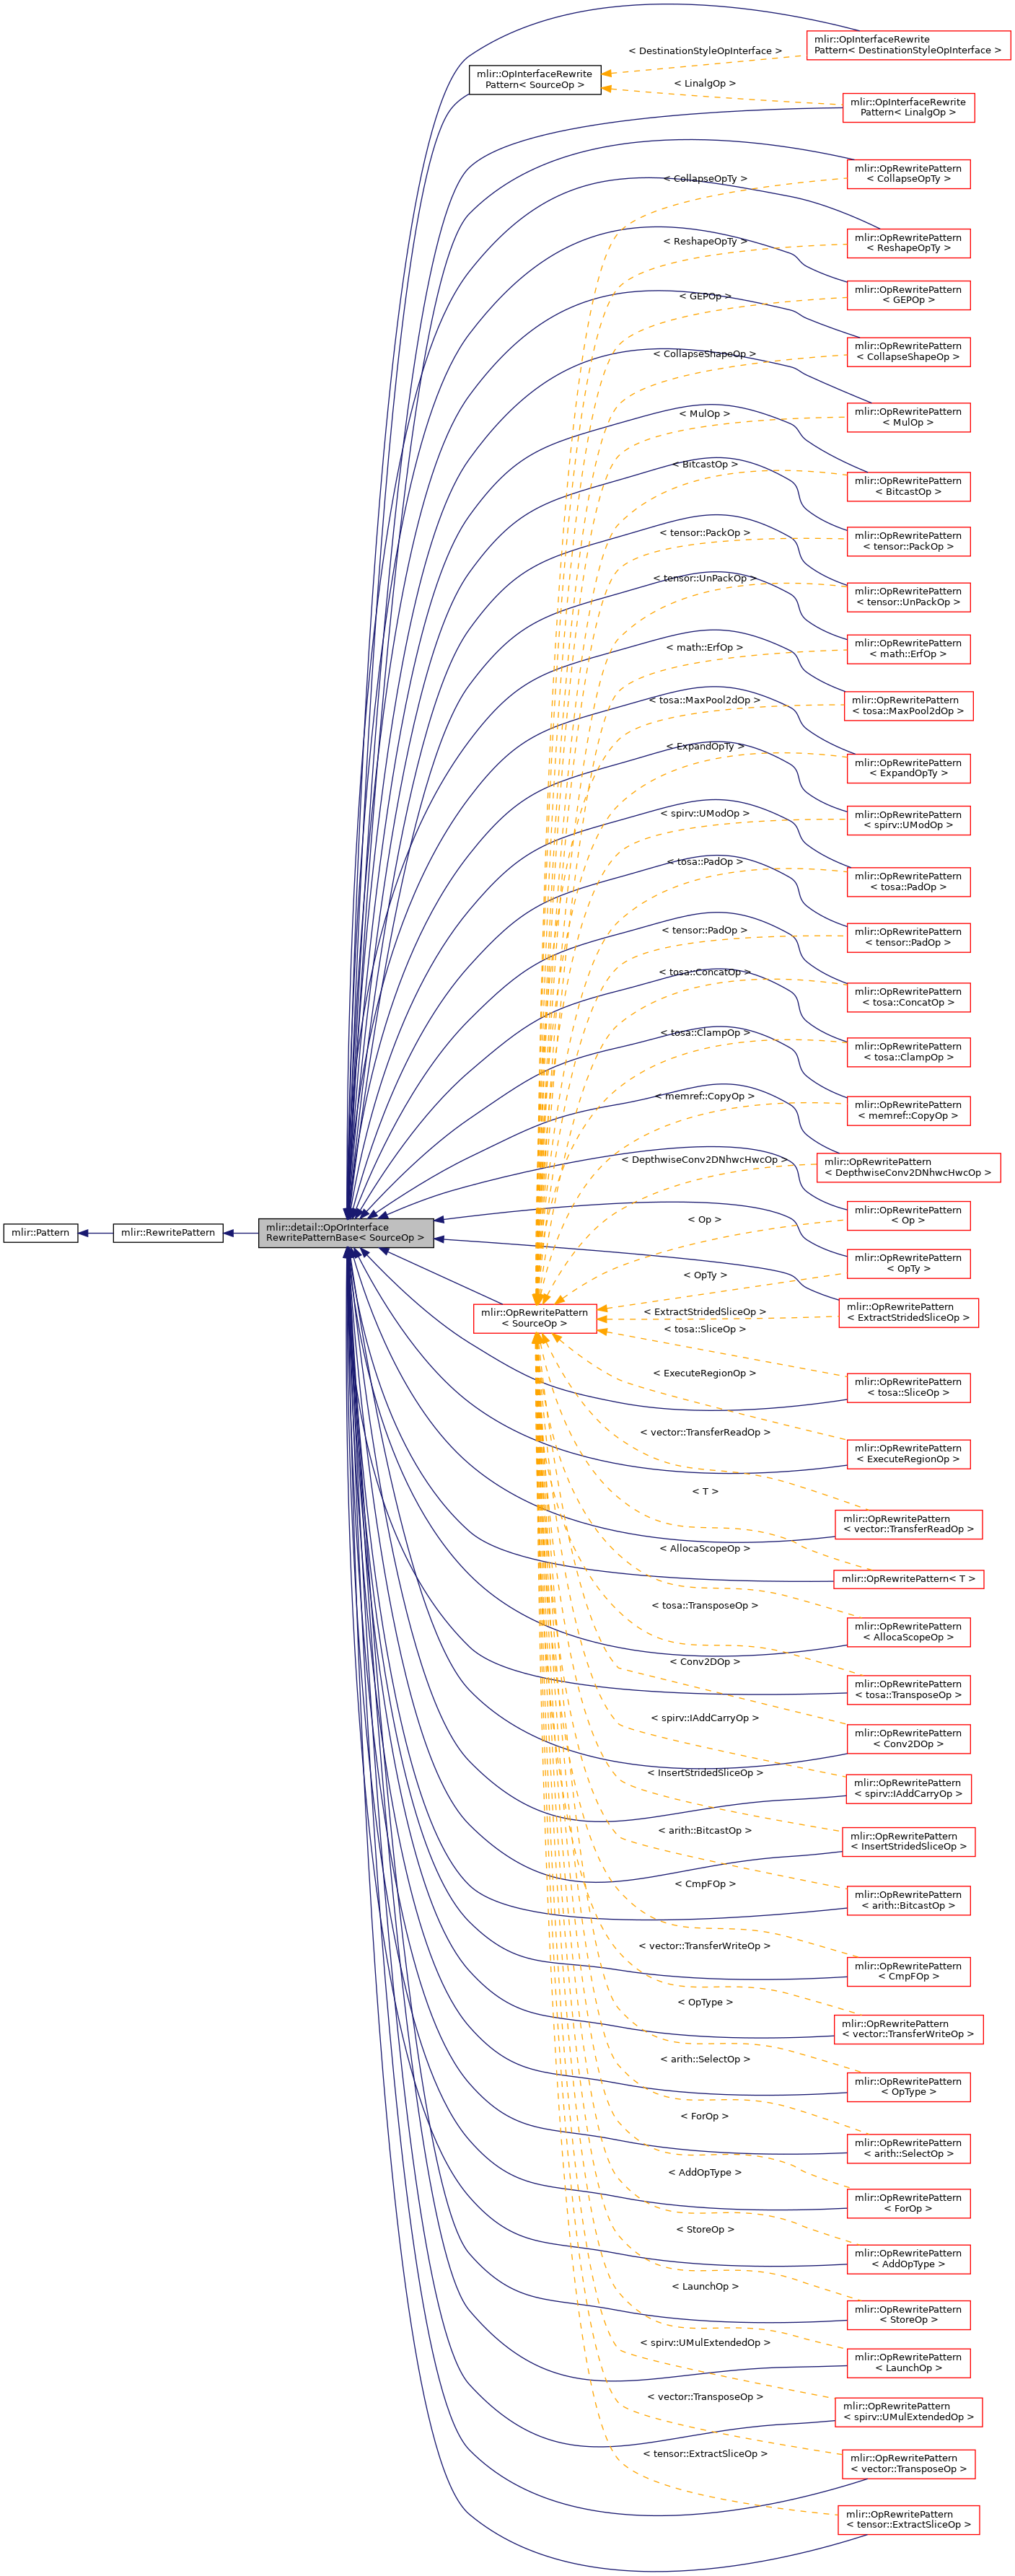 mlir::OpInterfaceRewrite
Pattern< DestinationStyleOpInterface >
< DestinationStyleOpInterface >
mlir::OpInterfaceRewrite
Pattern< SourceOp >
< LinalgOp >
mlir::OpInterfaceRewrite
Pattern< LinalgOp >
< CollapseOpTy >
mlir::OpRewritePattern
< CollapseOpTy >
< ReshapeOpTy >
mlir::OpRewritePattern
< ReshapeOpTy >
< GEPOp >
mlir::OpRewritePattern
< GEPOp >
< CollapseShapeOp >
mlir::OpRewritePattern
< CollapseShapeOp >
< MulOp >
mlir::OpRewritePattern
< MulOp >
< BitcastOp >
mlir::OpRewritePattern
< BitcastOp >
< tensor::PackOp >
mlir::OpRewritePattern
< tensor::PackOp >
< tensor::UnPackOp >
mlir::OpRewritePattern
< tensor::UnPackOp >
< math::ErfOp >
mlir::OpRewritePattern
< math::ErfOp >
< tosa::MaxPool2dOp >
mlir::OpRewritePattern
< tosa::MaxPool2dOp >
< ExpandOpTy >
mlir::OpRewritePattern
< ExpandOpTy >
< spirv::UModOp >
mlir::OpRewritePattern
< spirv::UModOp >
< tosa::PadOp >
mlir::OpRewritePattern
< tosa::PadOp >
< tensor::PadOp >
mlir::OpRewritePattern
< tensor::PadOp >
< tosa::ConcatOp >
mlir::OpRewritePattern
< tosa::ConcatOp >
< tosa::ClampOp >
mlir::OpRewritePattern
< tosa::ClampOp >
< memref::CopyOp >
mlir::OpRewritePattern
< memref::CopyOp >
< DepthwiseConv2DNhwcHwcOp >
mlir::OpRewritePattern
< DepthwiseConv2DNhwcHwcOp >
< Op >
mlir::OpRewritePattern
< Op >
mlir::Pattern
mlir::RewritePattern
mlir::detail::OpOrInterface
RewritePatternBase< SourceOp >
< OpTy >
mlir::OpRewritePattern
< OpTy >
mlir::OpRewritePattern
< SourceOp >
< ExtractStridedSliceOp >
mlir::OpRewritePattern
< ExtractStridedSliceOp >
< tosa::SliceOp >
mlir::OpRewritePattern
< tosa::SliceOp >
< ExecuteRegionOp >
mlir::OpRewritePattern
< ExecuteRegionOp >
< vector::TransferReadOp >
mlir::OpRewritePattern
< vector::TransferReadOp >
< T >
mlir::OpRewritePattern< T >
< AllocaScopeOp >
mlir::OpRewritePattern
< AllocaScopeOp >
< tosa::TransposeOp >
mlir::OpRewritePattern
< tosa::TransposeOp >
< Conv2DOp >
mlir::OpRewritePattern
< Conv2DOp >
< spirv::IAddCarryOp >
mlir::OpRewritePattern
< spirv::IAddCarryOp >
< InsertStridedSliceOp >
mlir::OpRewritePattern
< InsertStridedSliceOp >
< arith::BitcastOp >
mlir::OpRewritePattern
< arith::BitcastOp >
< CmpFOp >
mlir::OpRewritePattern
< CmpFOp >
< vector::TransferWriteOp >
mlir::OpRewritePattern
< vector::TransferWriteOp >
< OpType >
mlir::OpRewritePattern
< OpType >
< arith::SelectOp >
mlir::OpRewritePattern
< arith::SelectOp >
< ForOp >
mlir::OpRewritePattern
< ForOp >
< AddOpType >
mlir::OpRewritePattern
< AddOpType >
< StoreOp >
mlir::OpRewritePattern
< StoreOp >
< LaunchOp >
mlir::OpRewritePattern
< LaunchOp >
< spirv::UMulExtendedOp >
mlir::OpRewritePattern
< spirv::UMulExtendedOp >
< vector::TransposeOp >
mlir::OpRewritePattern
< vector::TransposeOp >
< tensor::ExtractSliceOp >
mlir::OpRewritePattern
< tensor::ExtractSliceOp >